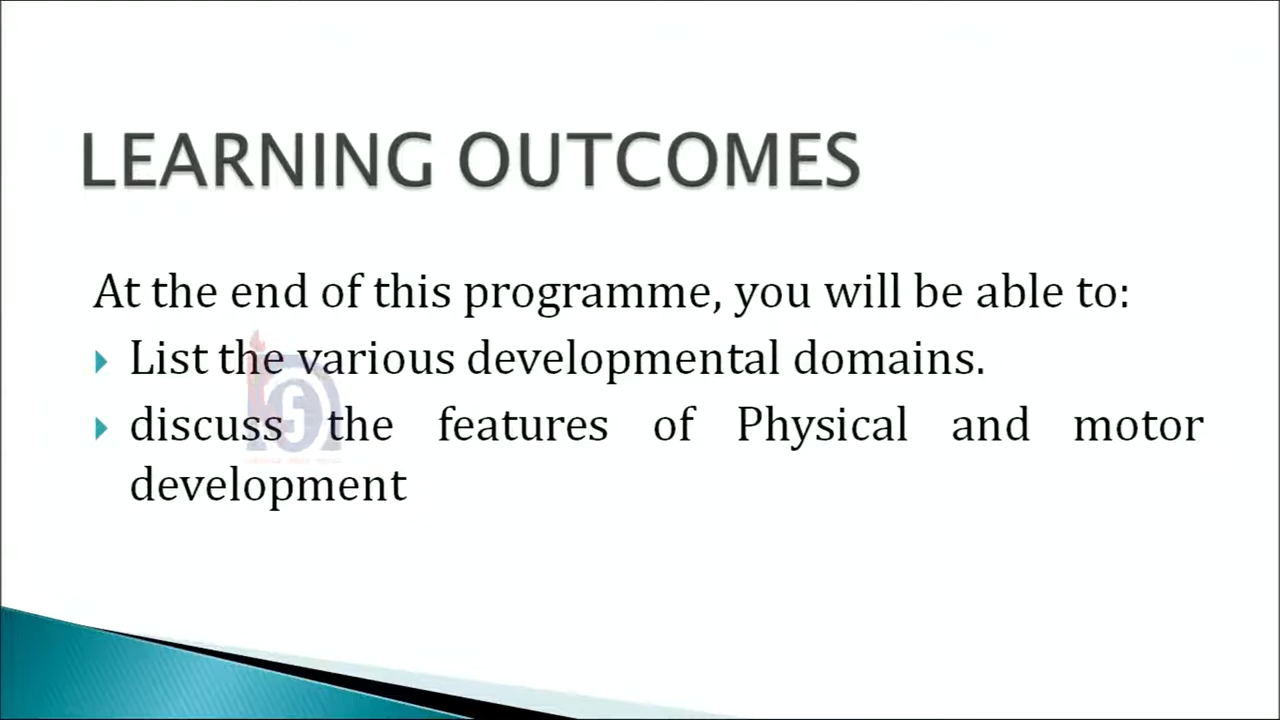 LEARNING OUTCOMES
At the end of this programme, you will be able to:
List the various developmental domains.
discuss the features of Physical and motor
development